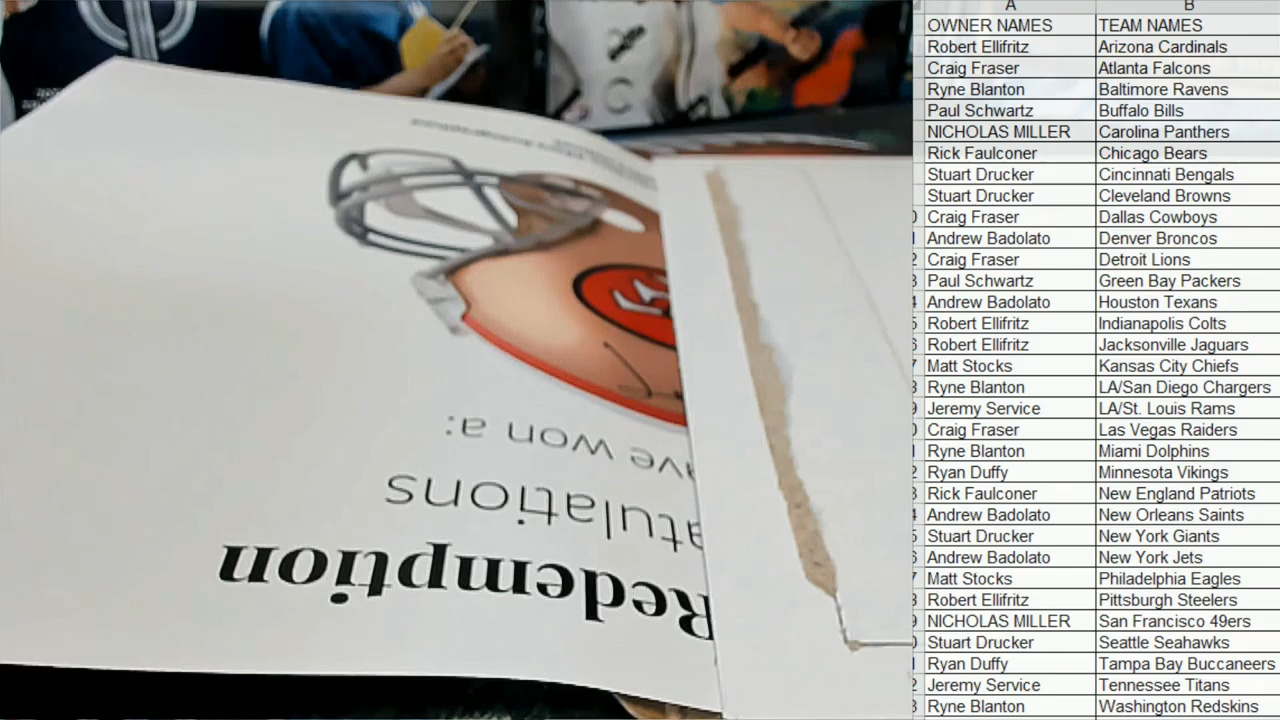 A B
OWNER NAMES TEAM NAMES
Robert Ellifritz Arizona Cardinals
Craig Fraser Atlanta Falcons
Ryne Blanton Baltimore Ravens
Paul Schwartz Buffalo Bills
NICHOLAS MILLER Carolina Panthers
Rick Faulconer Chicago Bears
Stuart Drucker Cincinnati Bengals
Stuart Drucker Cleveland Browns
Craig Fraser Dallas Cowboys
Andrew Badolato Denver Broncos
Craig Fraser Detroit Lions
Paul Schwartz Green Bay Packers
Andrew Badolato Houston Texans
Robert Ellifritz Indianapolis Colts
Robert Ellifritz Jacksonville Jaguars
Matt Stocks Kansas City Chiefs
Ryne Blanton LA/San Diego Chargers
Jeremy Service LA/St. Louis Rams
Craig Fraser Las Vegas Raiders
Ryne Blanton Miami Dolphins
Ryan Duffy Minnesota Vikings
Rick Faulconer New England Patriots
Andrew Badolato New Orleans Saints
Stuart Drucker New York Giants
Andrew Badolato New York Jets
Matt Stocks Philadelphia Eagles
Robert Ellifritz Pittsburgh Steelers
NICHOLAS MILLER San Francisco 49ers
Stuart Drucker Seattle Seahawks
Ryan Duffy Tampa Bay Buccaneers
Jeremy Service Tennessee Titans
Ryne Blanton Washington Redskins
Redemption
atulations
ave won a: